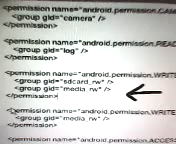 <permission name="android.permission.CAM
<group gid="camera" />
</permission>
<permission name="android.permission.READ
<group gid="log" />
</permission>
<permission name="android.permission.WRITE
<group gid="sdcard_rw" />
<group gid="media_rw" />
</permission>
<permission name="android.permission.WRITE
<group gid="media_rw" />
</permission>
<permission name="android.permission.ACCESS